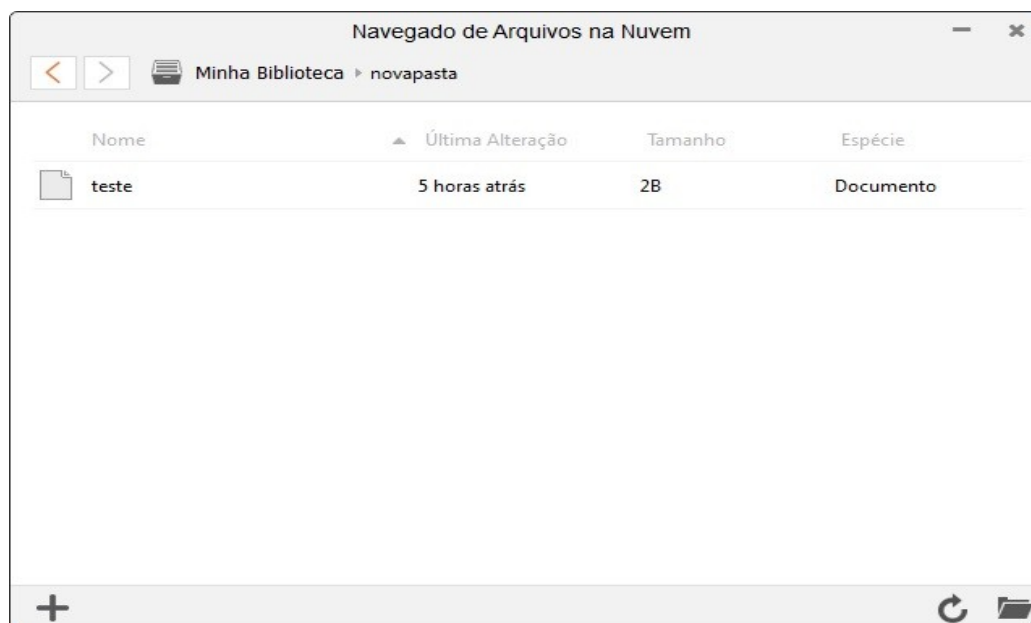 Navegado de Arquivos na Nuvem
Minha Biblioteca novapasta
Nome Última Alteração Tamanho Espécie
teste 5 horas atrás 2B Documento